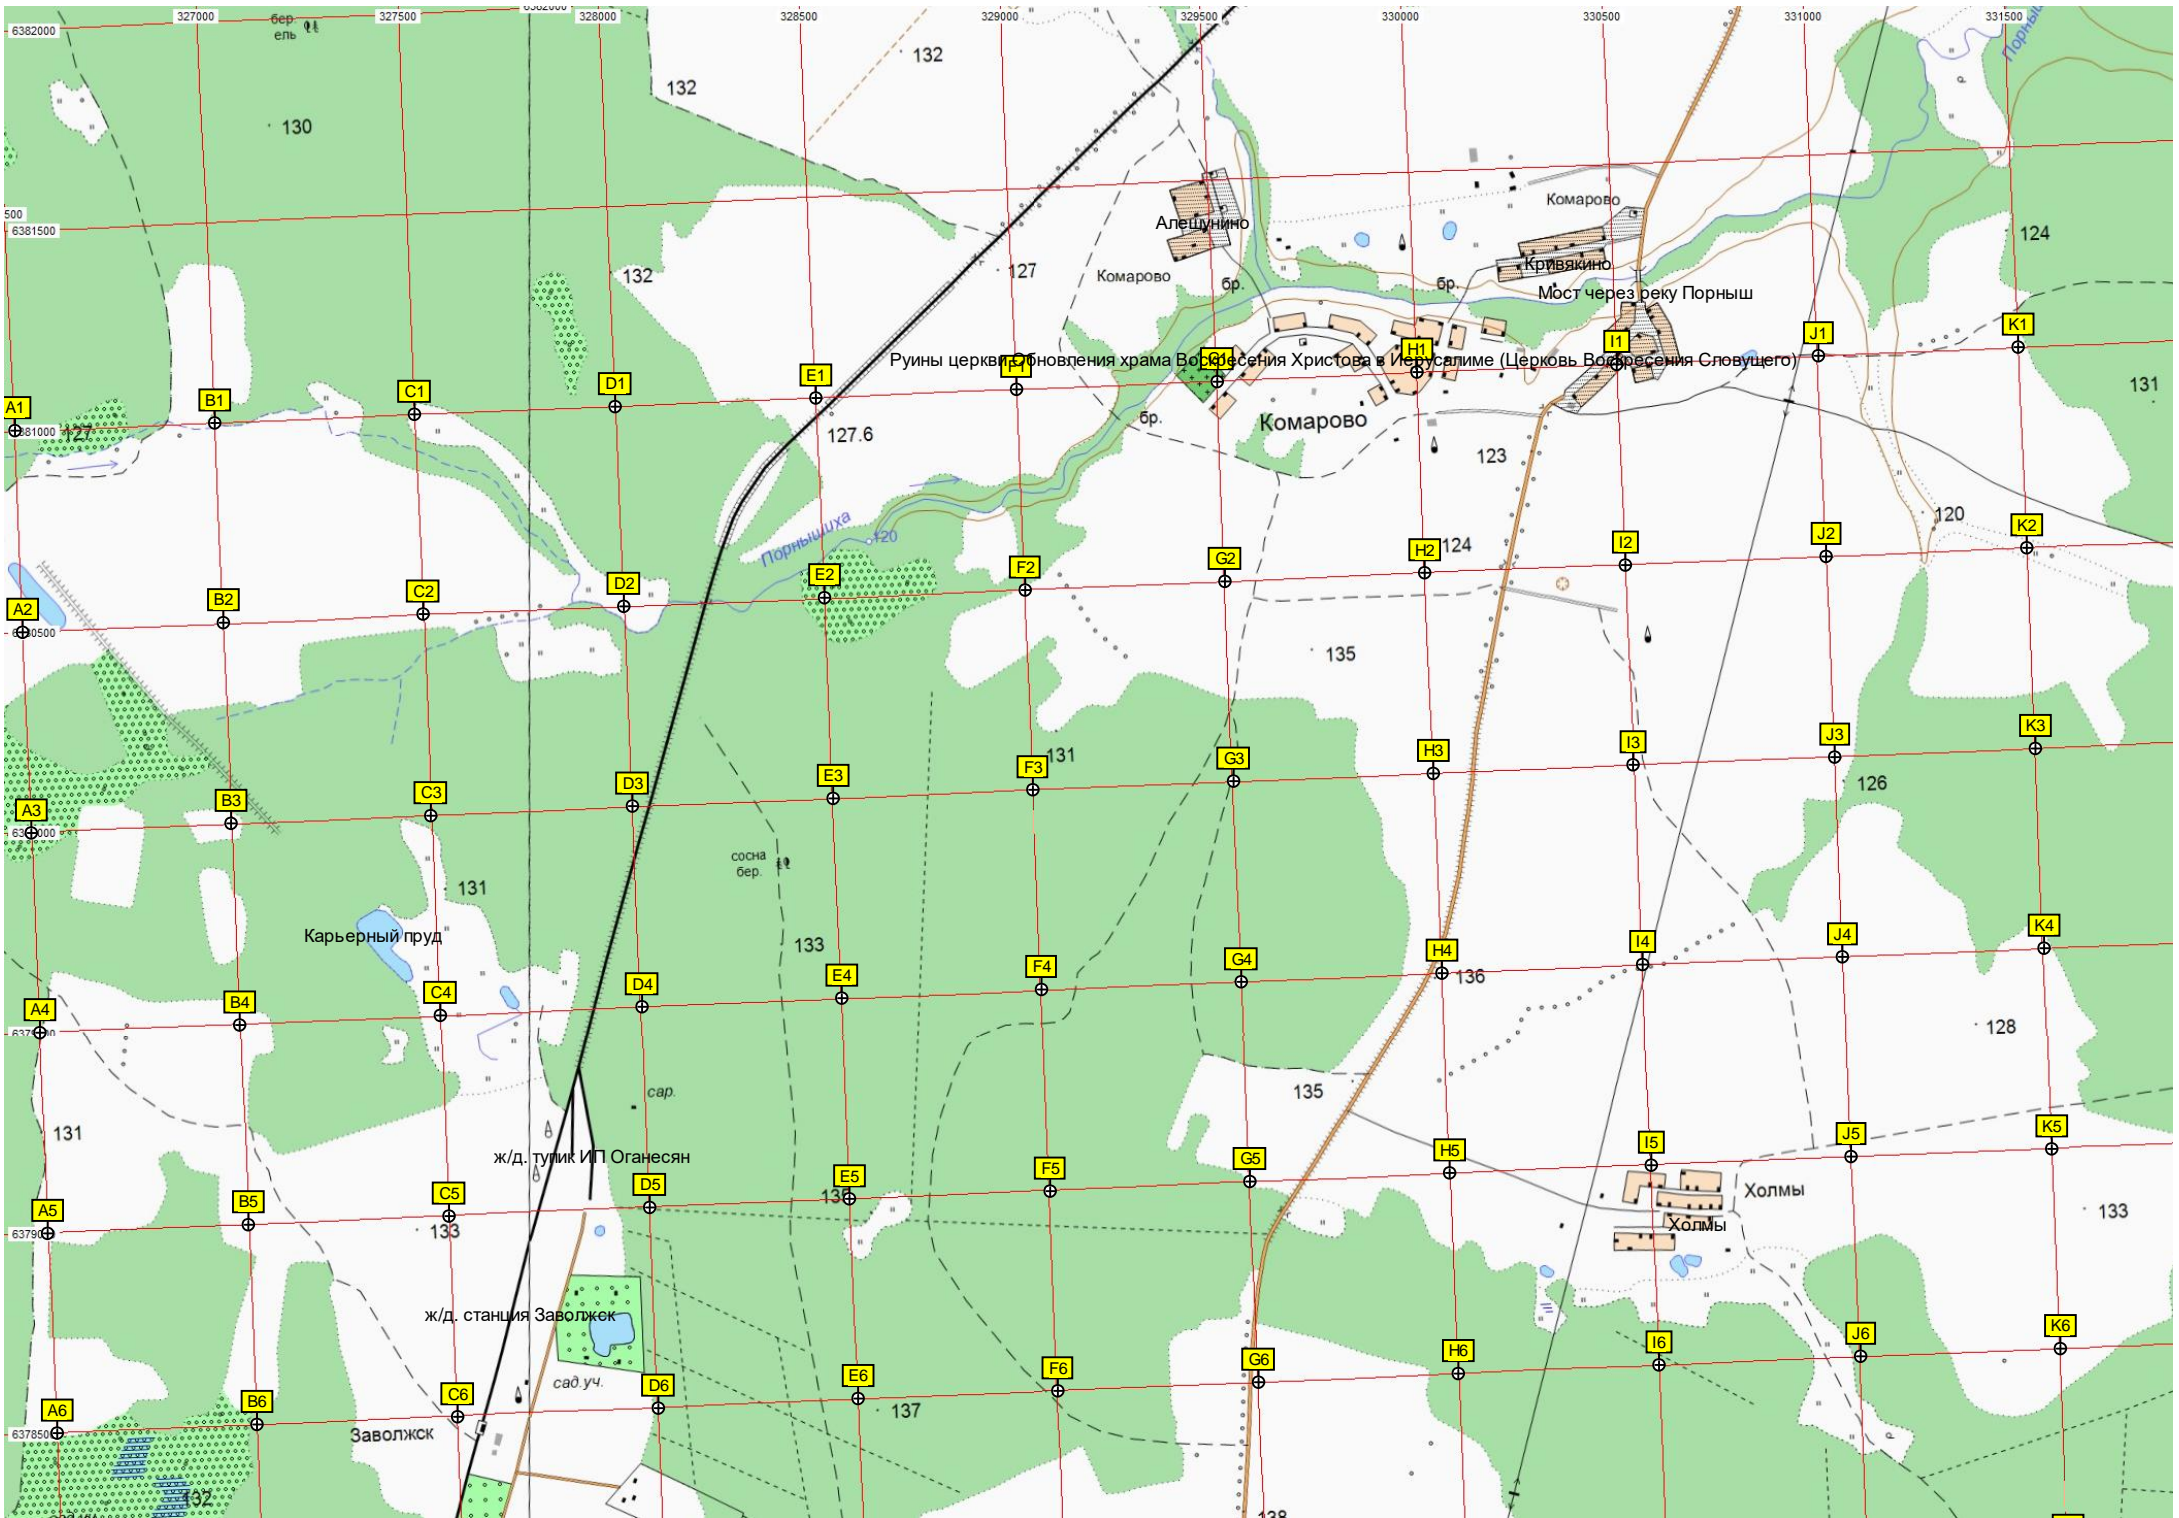 327000
327500
6382000
328000
328500
329000
329500
330000
330500
331000
331500
6382000
бер.
ель
130
132
132
Порныш
500
6381500
132
127
Алешунино
Комарово
бр.
Комарово
124
Кривякино
бр.
Мост через реку Порныш
Руины церкви Обновления храма Воскресения Христова в Иерусалиме (Церковь Воскресения Словущего)
A1
B1
C1
D1
E1
F1
G1
H1
I1
J1
K1
127
127.6
бр.
Комарово
123
131
Порнышиха
120
124
120
A2
B2
C2
D2
E2
F2
G2
H2
I2
J2
K2
135
131
126
A3
B3
C3
D3
E3
F3
G3
H3
I3
J3
K3
сосна
бер.
131
Карьерный пруд
133
A4
B4
C4
D4
E4
F4
G4
H4
I4
J4
K4
136
128
131
сар.
135
ж/д. тупик ИП Оганесян
A5
B5
C5
D5
E5
F5
G5
H5
I5
J5
K5
133
Холмы
Холмы
133
ж/д. станция Заволжск
сад.уч.
A6
B6
C6
D6
E6
F6
G6
H6
I6
J6
K6
137
Заволжск
132
138